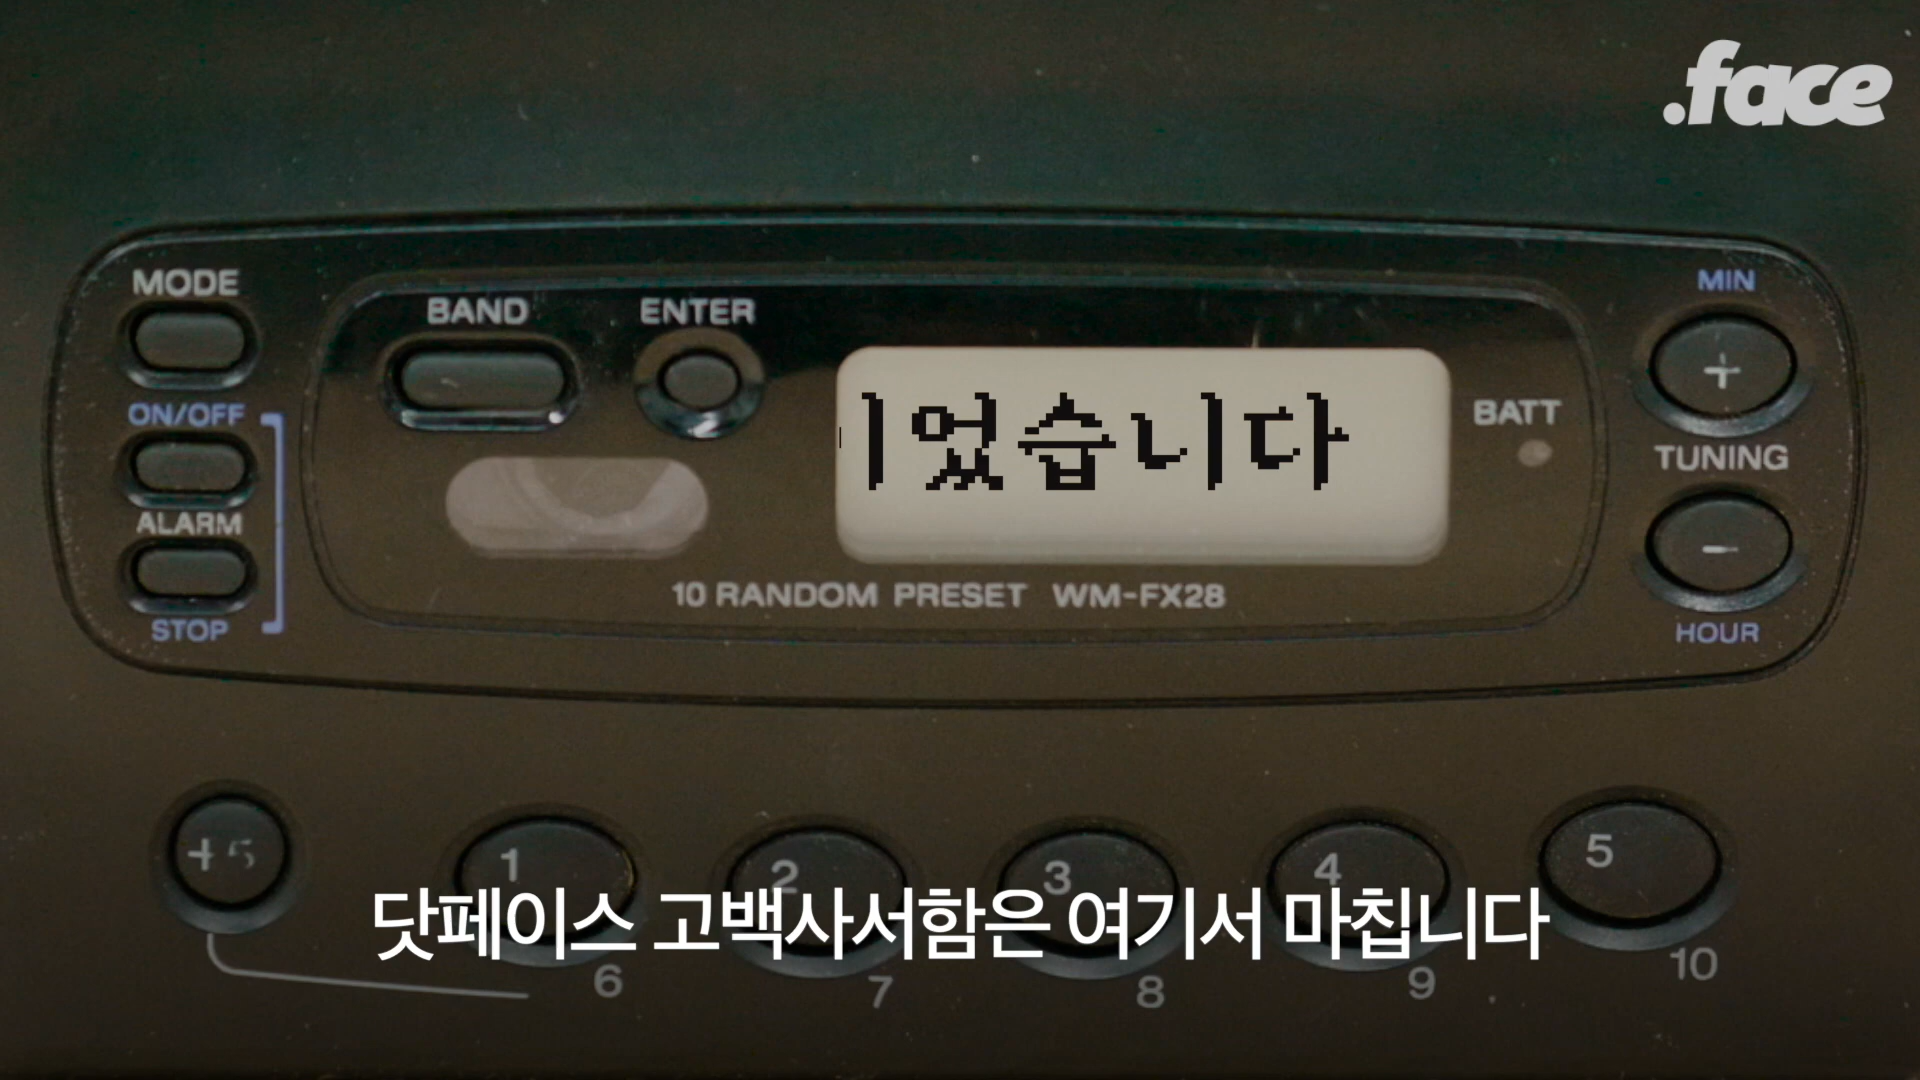 .face
MODE
BAND
ENTER
MIN
+
ON/OFF
었습니다
BATT
TUNING
ALARM
-
10 RANDOM PRESET WM-FX28
STOP
HOUR
+5
1
2
3
4
5
닷페이스 고백사서함은 여기서 마칩니다
6
7
8
9
10